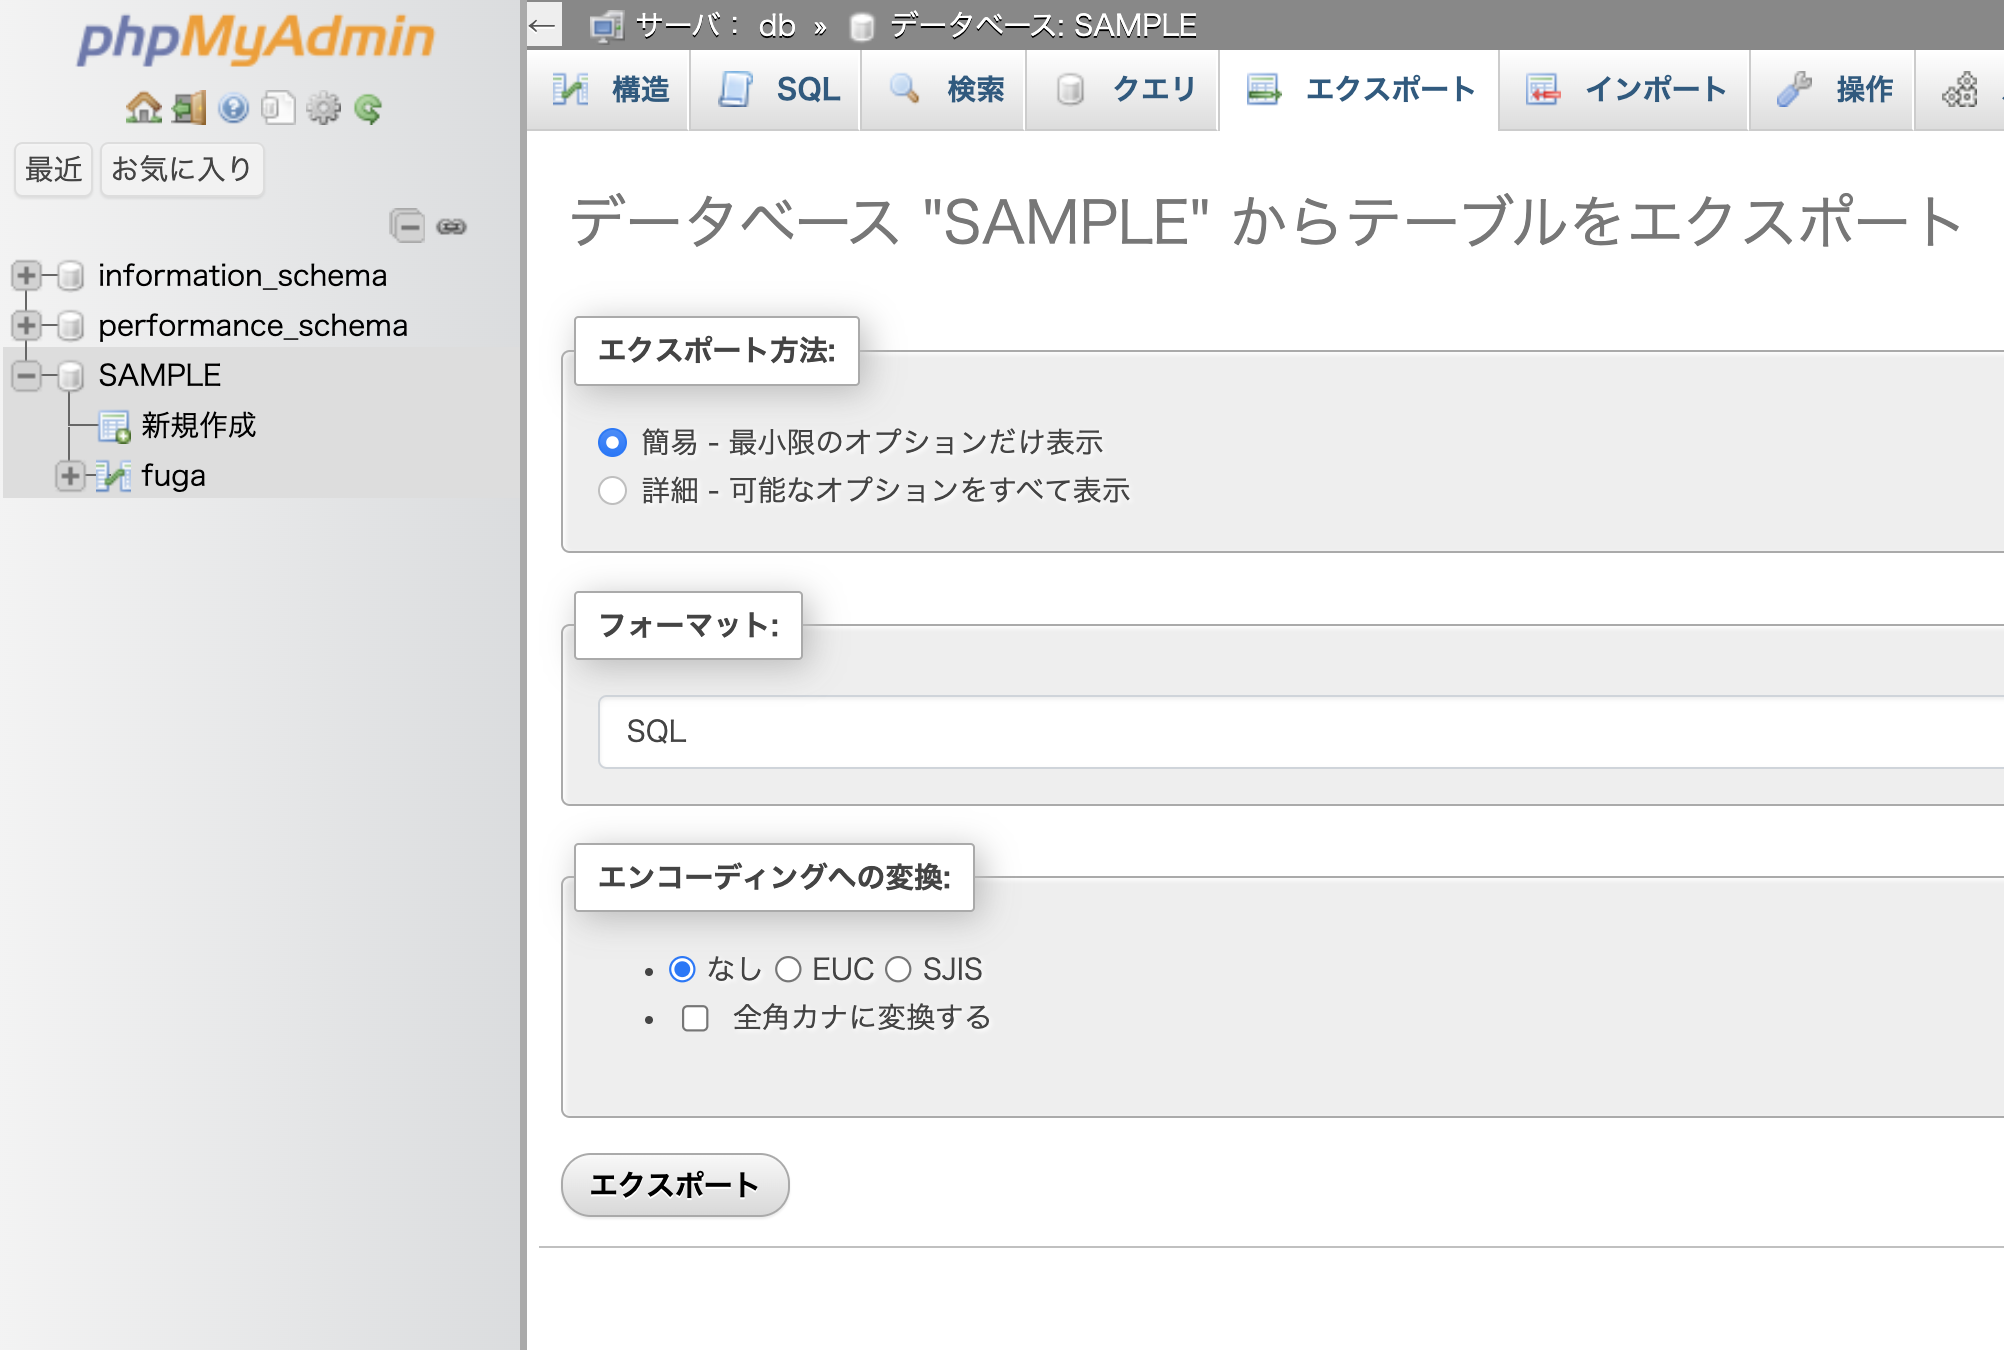 phpMyAdmin
最近 お気に入り
information_schema
performance_schema
SAMPLE
新規作成
fuga
← サーバ： db » データベース: SAMPLE
構造 SQL 検索 クエリ エクスポート インポート 操作
データベース "SAMPLE" からテーブルをエクスポート
エクスポート方法:
簡易 - 最小限のオプションだけ表示
詳細 - 可能なオプションをすべて表示
フォーマット:
SQL
エンコーディングへの変換:
• なし EUC SJIS
• 全角カナに変換する
エクスポート